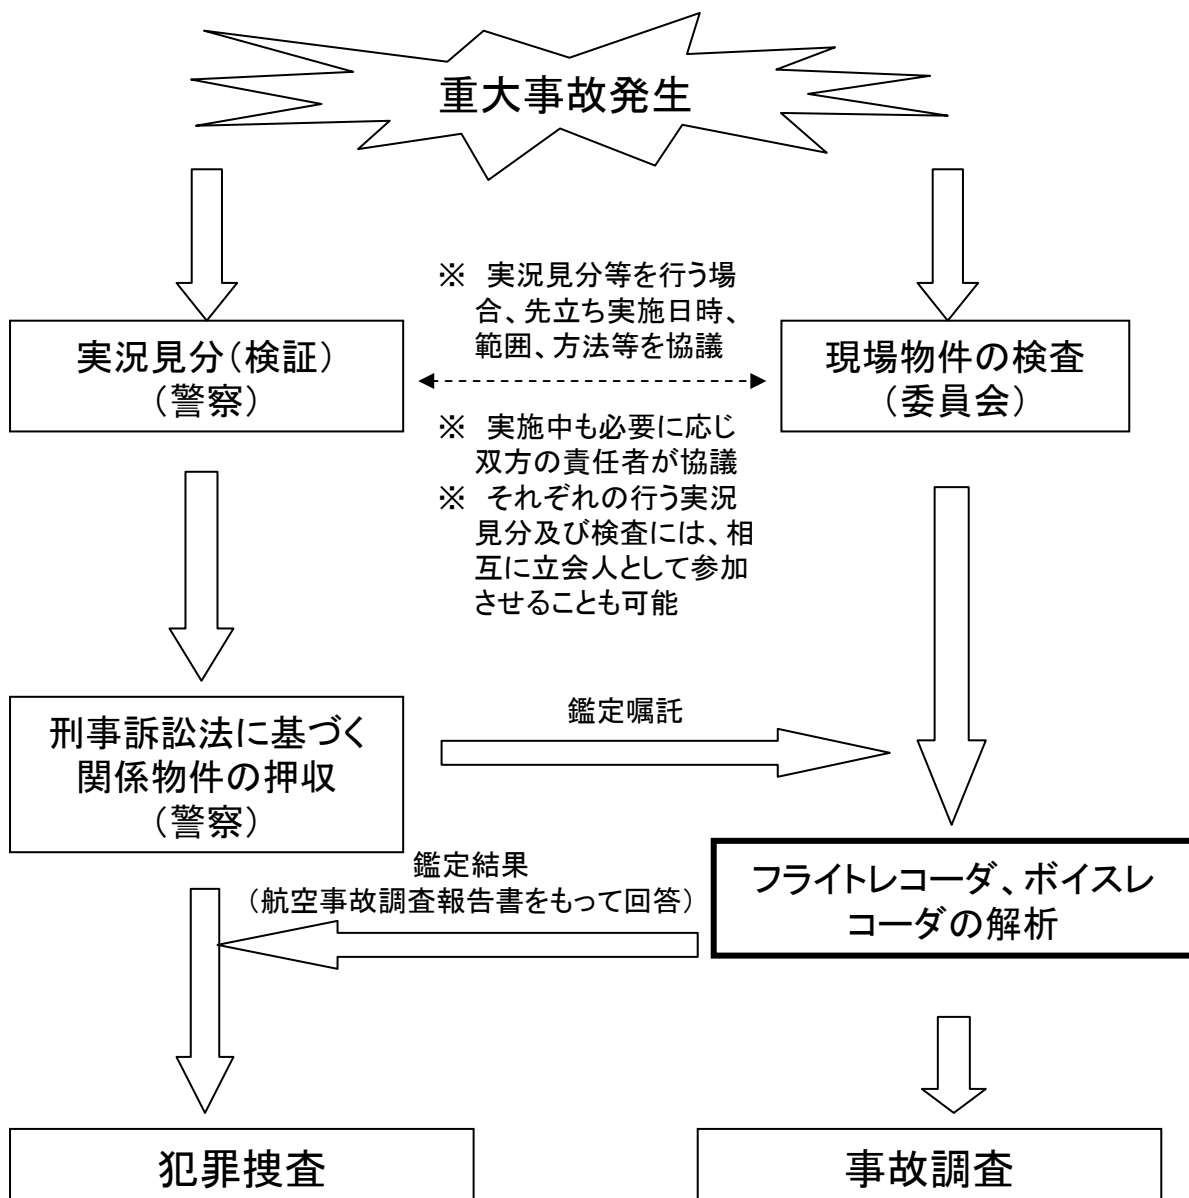 重大事故発生
※ 実況見分等を行う場
合、先立ち実施日時、
範囲、方法等を協議
実況見分（検証）
（警察）
現場物件の検査
（委員会）
※ 実施中も必要に応じ
双方の責任者が協議
※ それぞれの行う実況
見分及び検査には、相
互に立会人として参加
させることも可能
刑事訴訟法に基づく
関係物件の押収
（警察）
鑑定嘱託
鑑定結果
（航空事故調査報告書をもって回答）
フライトレコーダ、ボイスレ
コーダの解析
犯罪捜査
事故調査